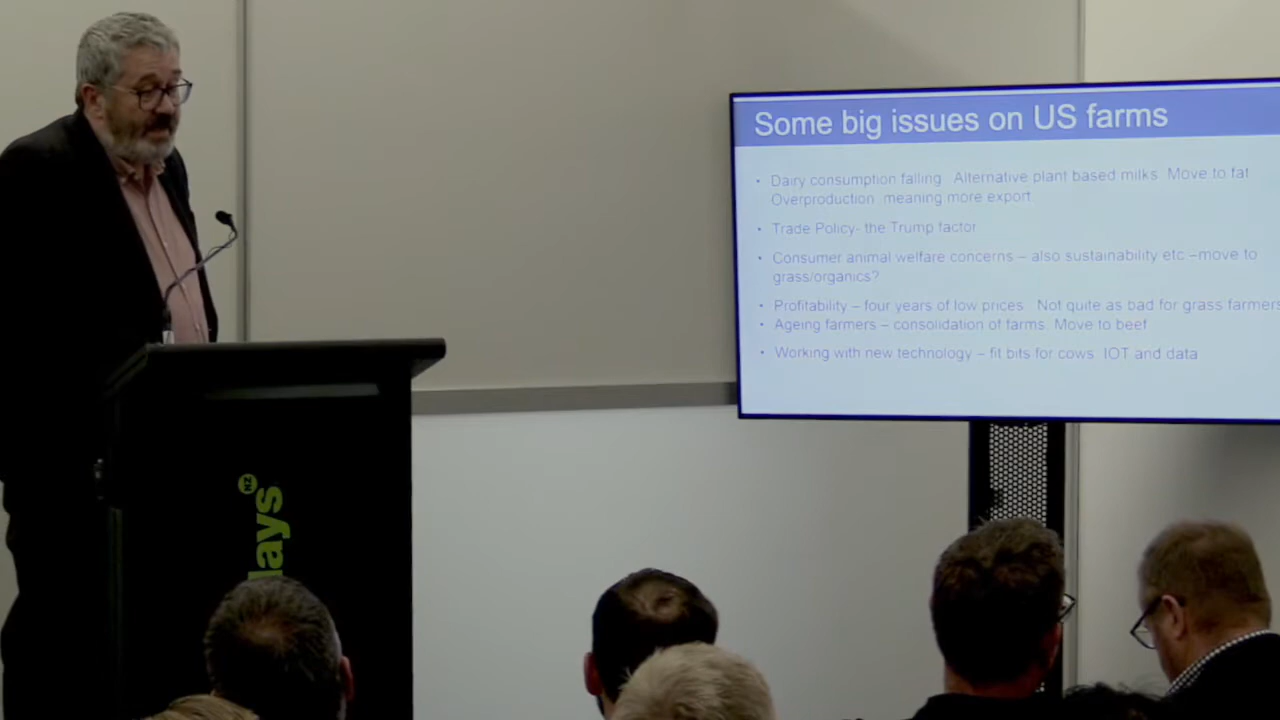 Some big issues on US farms
• Dairy consumption falling Alternative plant based milks Move to fat
Overproduction meaning more export
• Trade Policy- the Trump factor
• Consumer animal welfare concerns – also sustainability etc –move to
grass/organics?
• Profitability – four years of low prices. Not quite as bad for grass farmers
• Ageing farmers – consolidation of farms. Move to beef
• Working with new technology – fit bits for cows. IOT and data
days
NZ